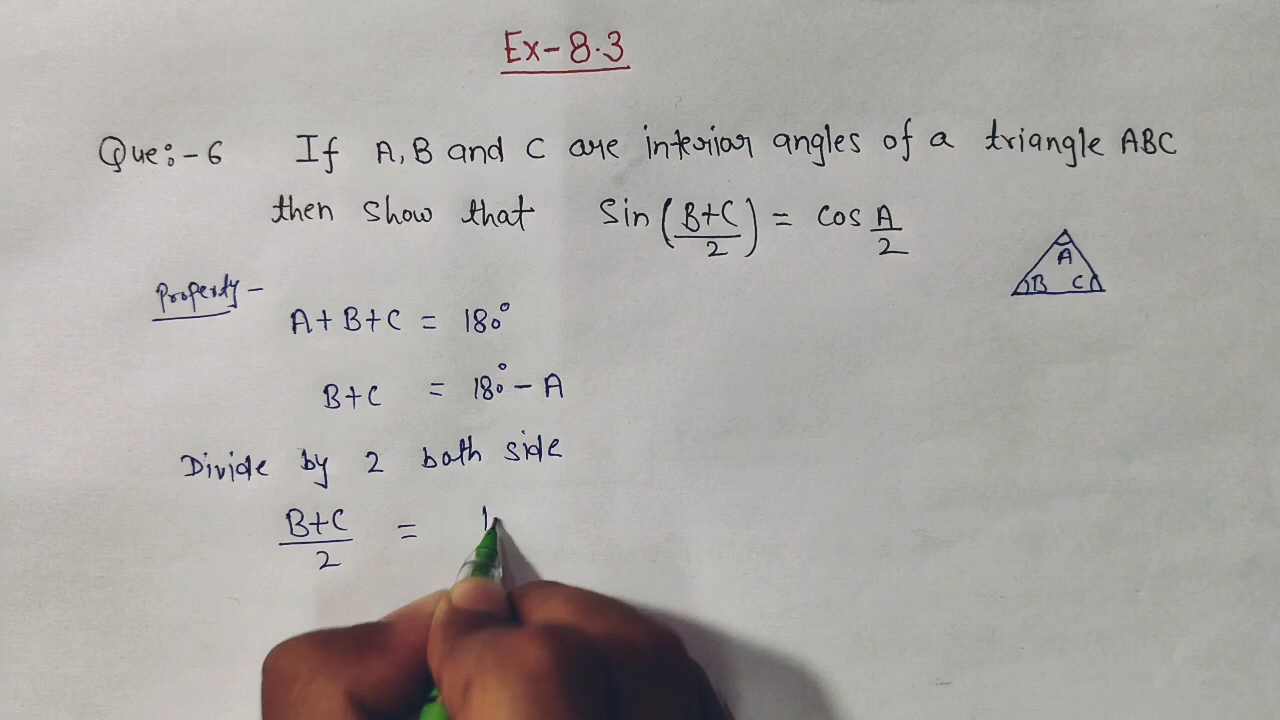 Ex-8.3
Que:-6 If A, B and C are interior angles of a triangle ABC
then show that Sin(B+C/2) = cos A/2
A
B C
Property-
A+B+C = 180°
B+C = 180° - A
Divide by 2 both side
B+C/2 = 1